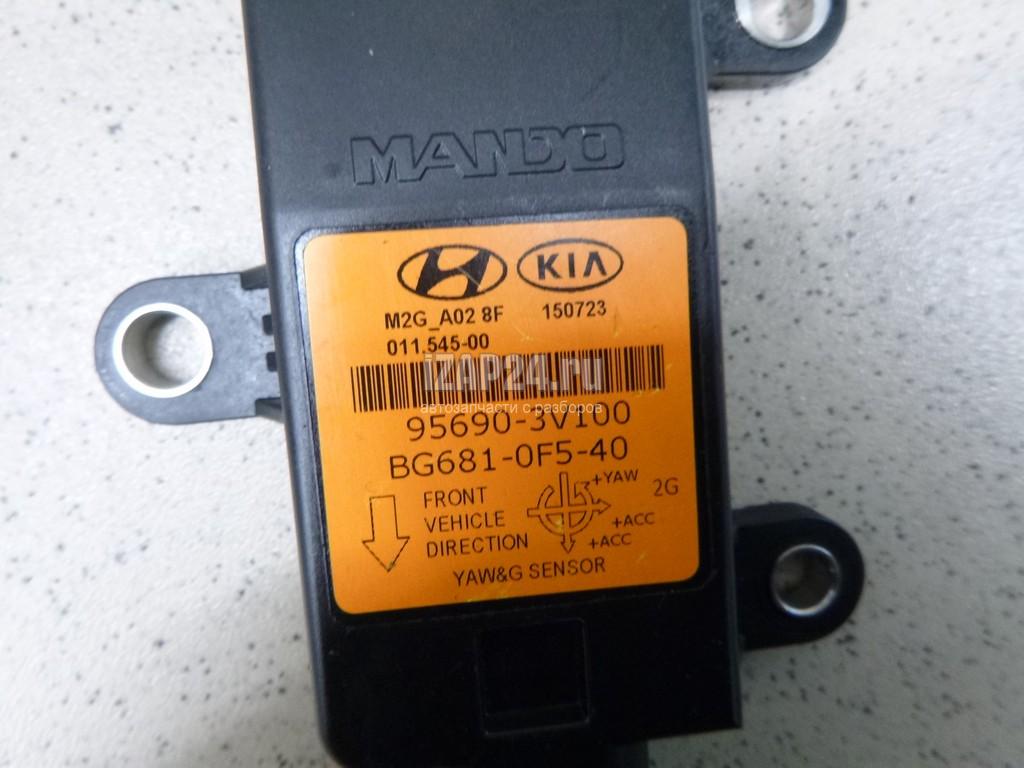 MANDO
KIA
M2G_A02 8F 150723
011.545-00
iZAP24.ru
автозапчасти с разборов
95690-3V100
BG681-0F5-40
+YAW 2G
FRONT
VEHICLE +ACC
DIRECTION +ACC
YAW&G SENSOR